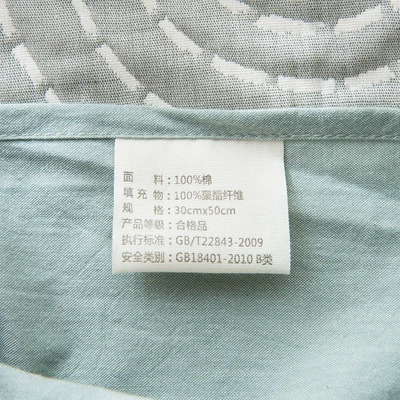 面　　料：100%棉
填 充 物：100%聚酯纤维
规　　格：30cmx50cm
产品等级：合格品
执行标准：GB/T22843-2009
安全类别：GB18401-2010 B类